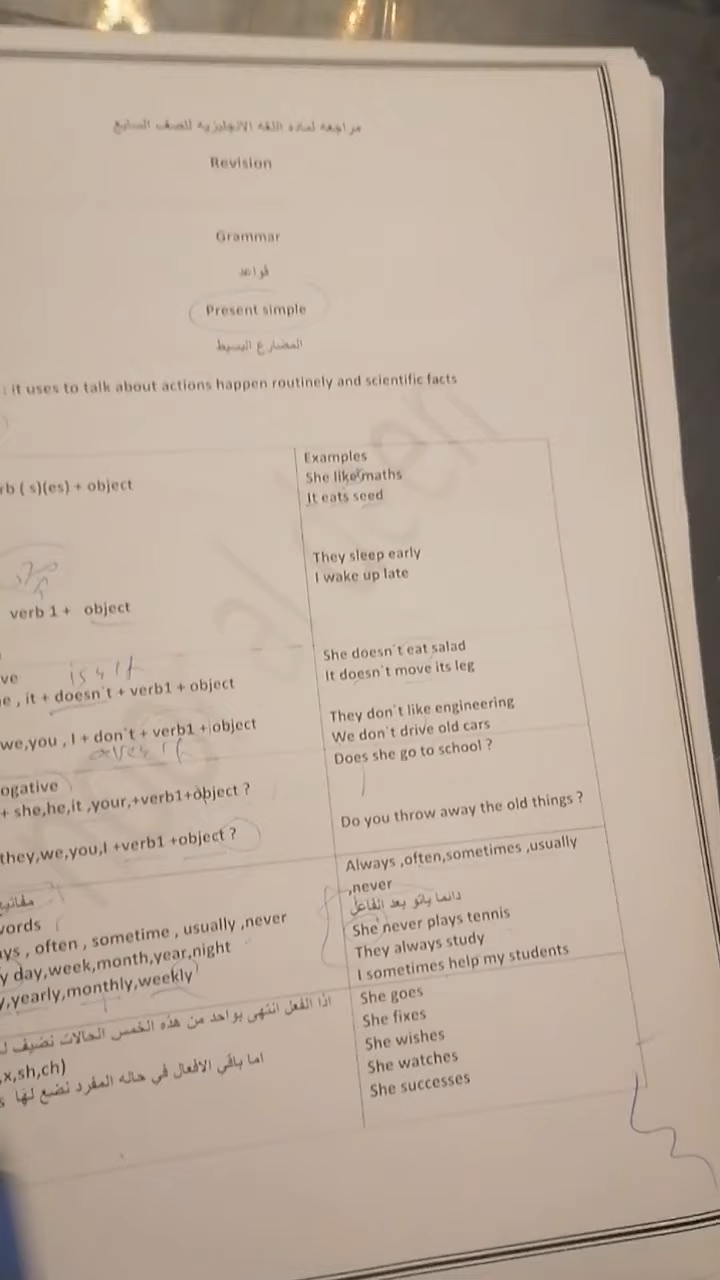 مراجعه لماده اللغه الانجليزيه للصف السابع
Revision
Grammar
قواعد
Present simple
المضارع البسيط
: it uses to talk about actions happen routinely and scientific facts
rb ( s)(es) + object
Examples
She like maths
It eats seed
verb 1 + object
They sleep early
I wake up late
ve
is 4 It
e , it + doesn`t + verb1 + object
She doesn`t eat salad
It doesn`t move its leg
we,you , I + don`t + verb1 + object
They don`t like engineering
We don`t drive old cars
ogative
+ she,he,it ,your,+verb1+object ?
Does she go to school ?
they,we,you,I +verb1 +object ?
Do you throw away the old things ?
words
ays , often , sometime , usually ,never
y day,week,month,year,night
y,yearly,monthly,weekly
Always ,often,sometimes ,usually
,never
دائما ياتو بعد الفاعل
She never plays tennis
They always study
I sometimes help my students
اذا الفعل انتهى بواحد من هذه الخمس الحالات نضيف ل
,x,sh,ch)
اما باقي الافعال في حاله المفرد نضع لها s
She goes
She fixes
She wishes
She watches
She successes